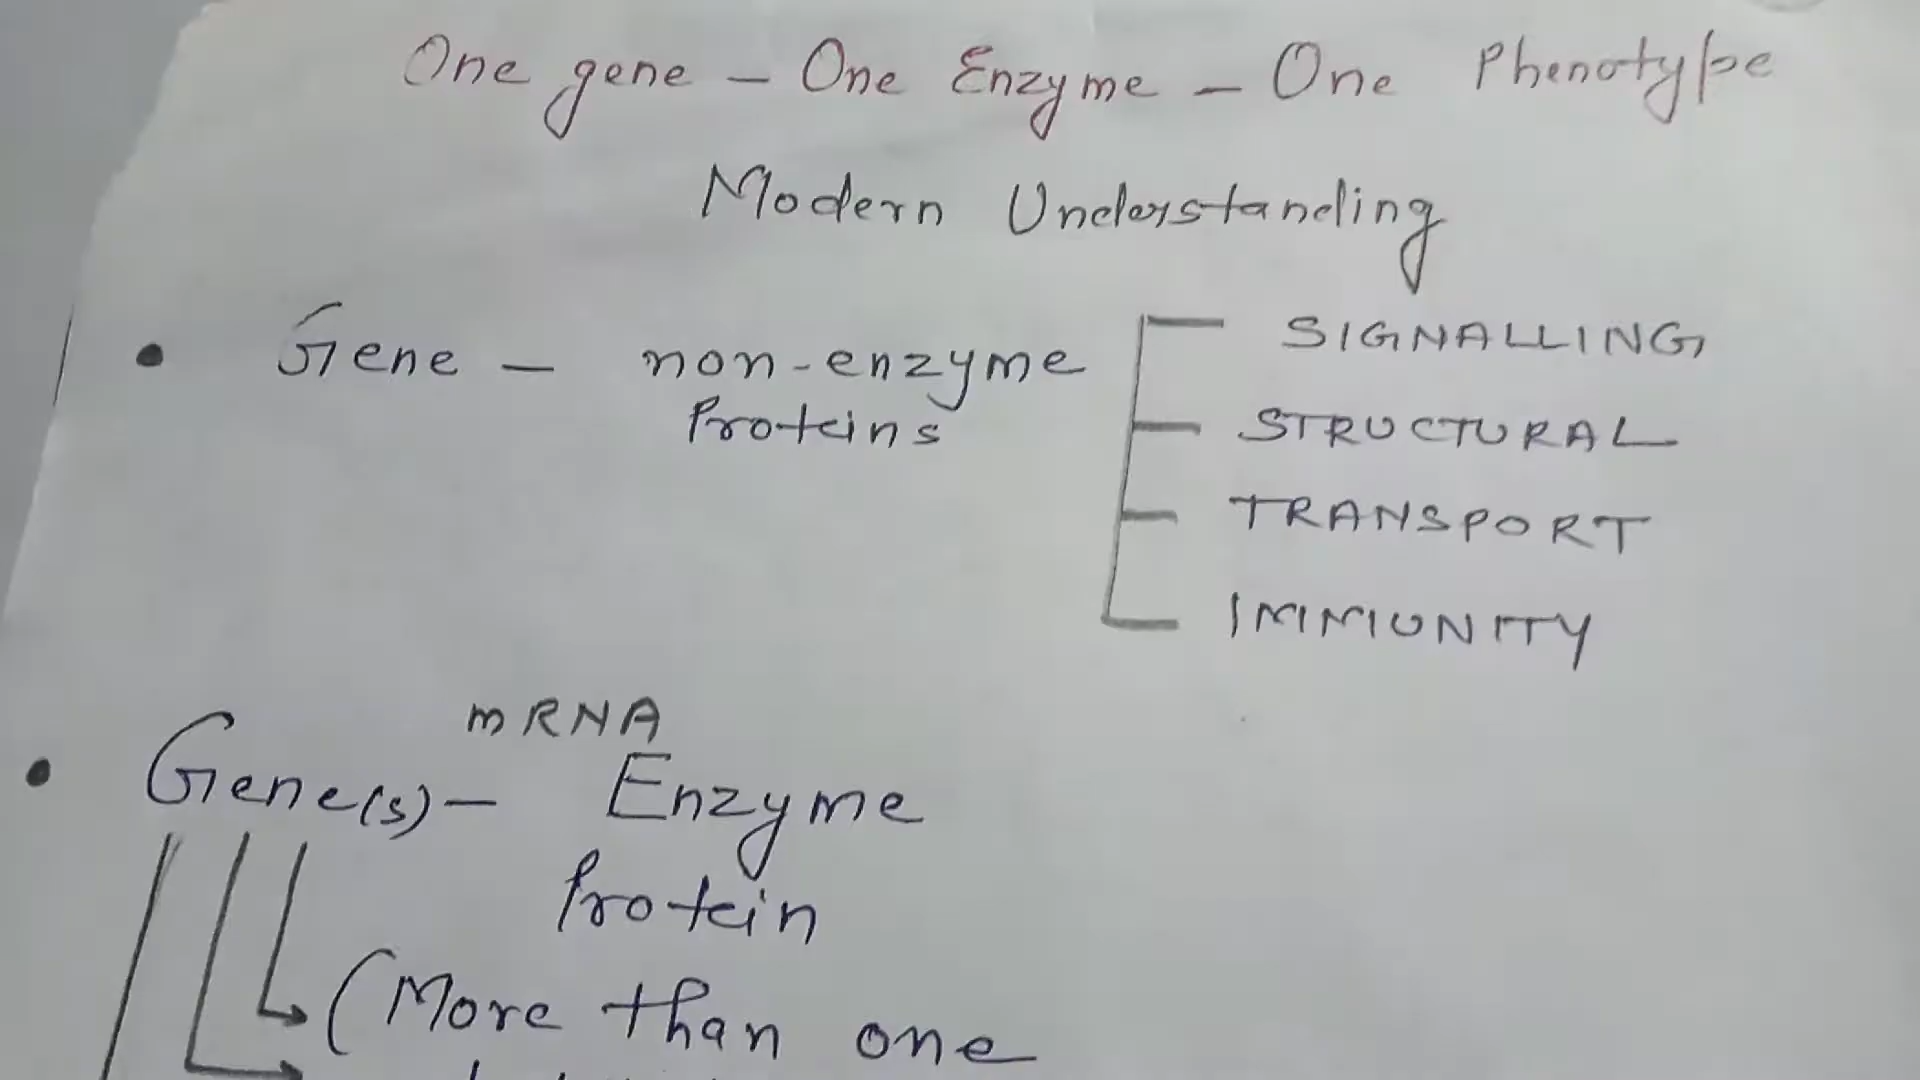 One gene - One Enzyme - One Phenotype
Modern Understanding
• Gene - non-enzyme Proteins
SIGNALLING
STRUCTURAL
TRANSPORT
IMMUNITY
mRNA
• Gene(s) - Enzyme
Protein
(More than one